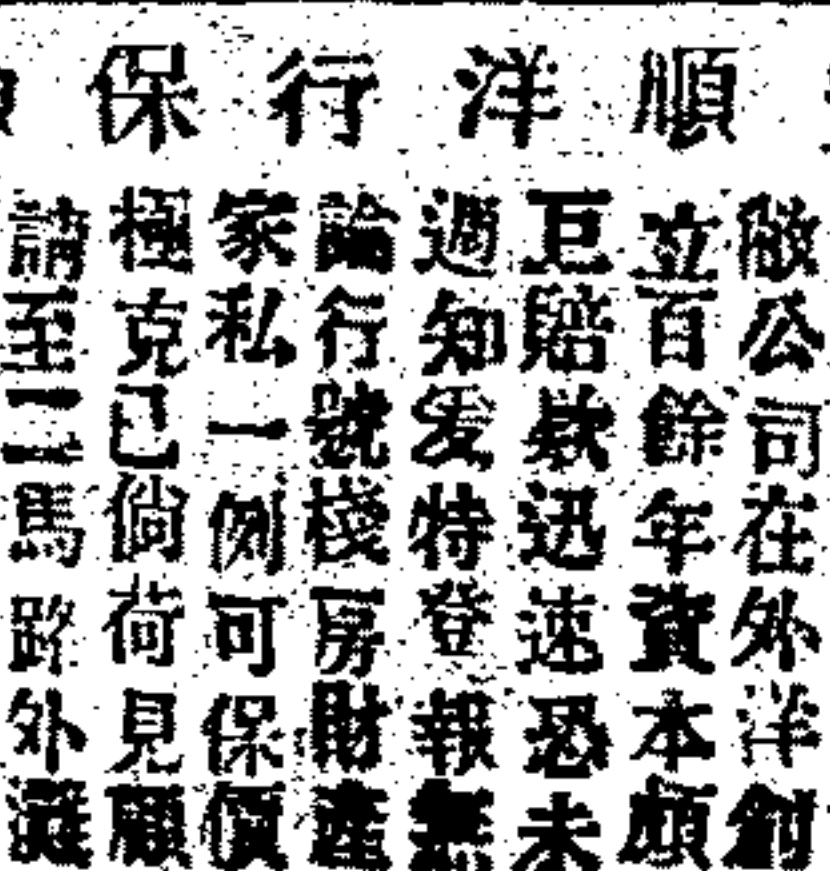 順洋行保
敝公司在外洋創
立百餘年資本頗
巨賠欵迅速恐未
週知爰特登報無
論行號棧房財產
家私一例可保價
極克己倘荷見顧
請至二馬路外灘